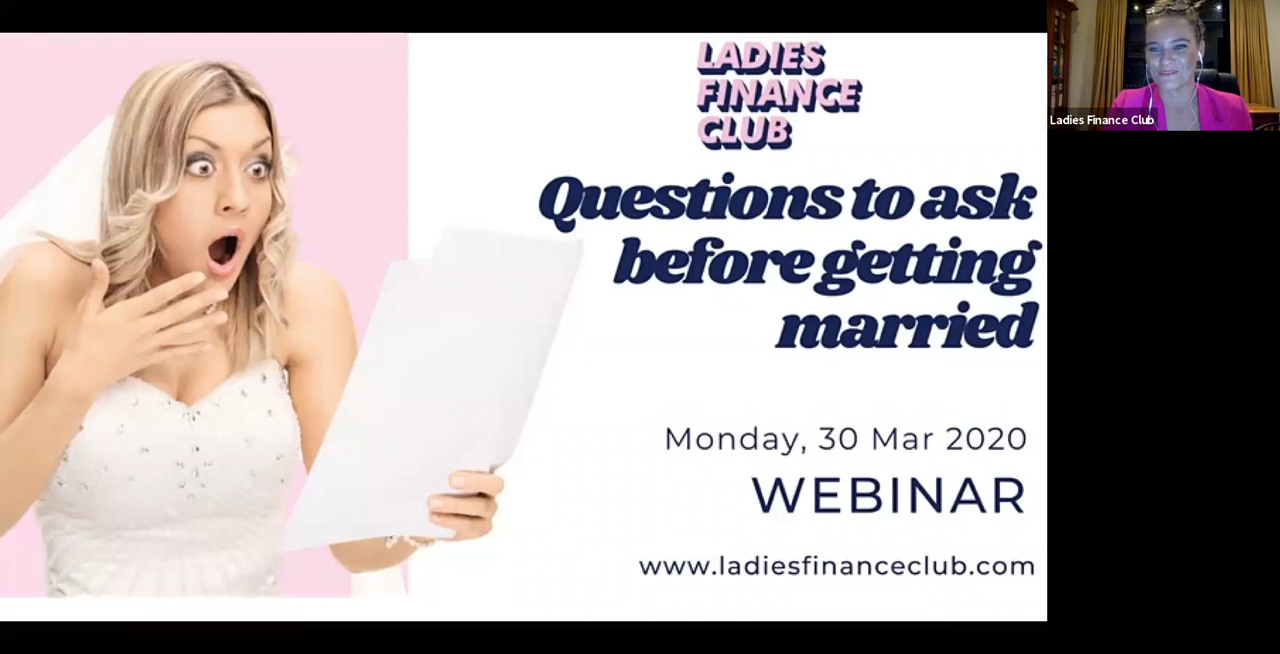 LADIES
FINANCE
CLUB
Questions to ask
before getting
married
Monday, 30 Mar 2020
WEBINAR
www.ladiesfinanceclub.com
Ladies Finance Club